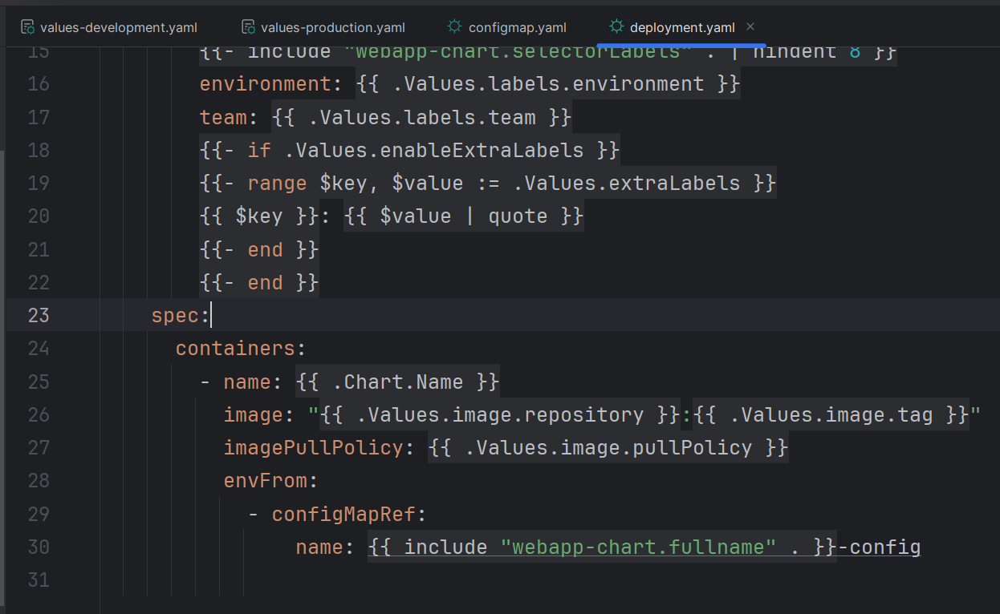 values-development.yaml values-production.yaml configmap.yaml deployment.yaml ×
15 {{- include "webapp-chart.selectorLabels" . | nindent 8 }}
16 environment: {{ .Values.labels.environment }}
17 team: {{ .Values.labels.team }}
18 {{- if .Values.enableExtraLabels }}
19 {{- range $key, $value := .Values.extraLabels }}
20 {{ $key }}: {{ $value | quote }}
21 {{- end }}
22 {{- end }}
23 spec:
24 containers:
25 - name: {{ .Chart.Name }}
26 image: "{{ .Values.image.repository }}:{{ .Values.image.tag }}"
27 imagePullPolicy: {{ .Values.image.pullPolicy }}
28 envFrom:
29 - configMapRef:
30 name: {{ include "webapp-chart.fullname" . }}-config
31